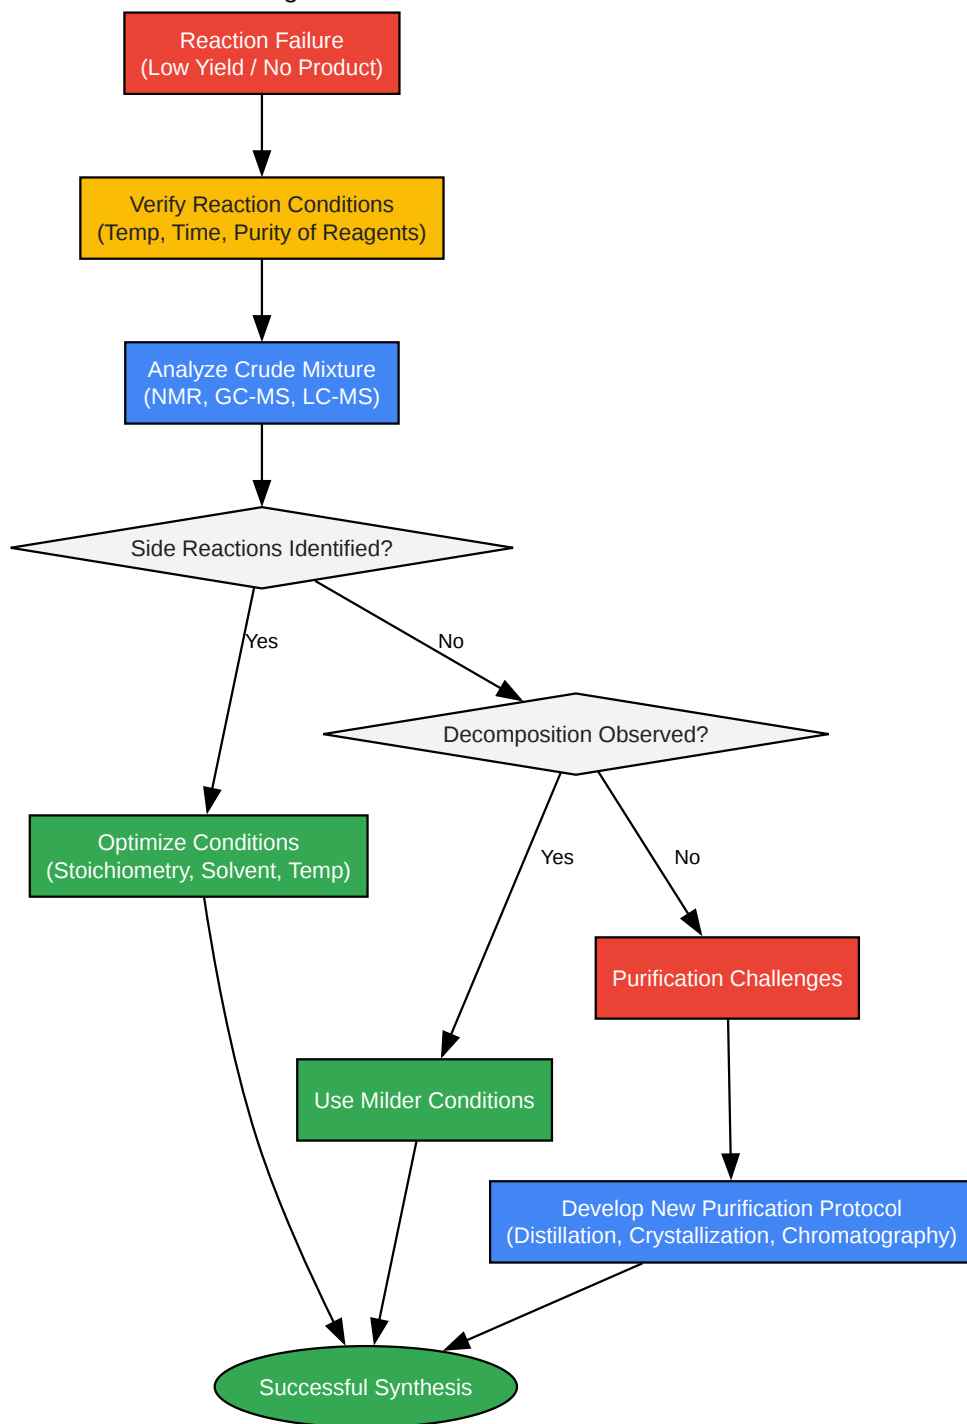 Reaction Failure
(Low Yield / No Product)
Verify Reaction Conditions
(Temp, Time, Purity of Reagents)
Analyze Crude Mixture
(NMR, GC-MS, LC-MS)
Side Reactions Identified?
Yes
No
Decomposition Observed?
Optimize Conditions
(Stoichiometry, Solvent, Temp)
Yes
No
Purification Challenges
Use Milder Conditions
Develop New Purification Protocol
(Distillation, Crystallization, Chromatography)
Successful Synthesis